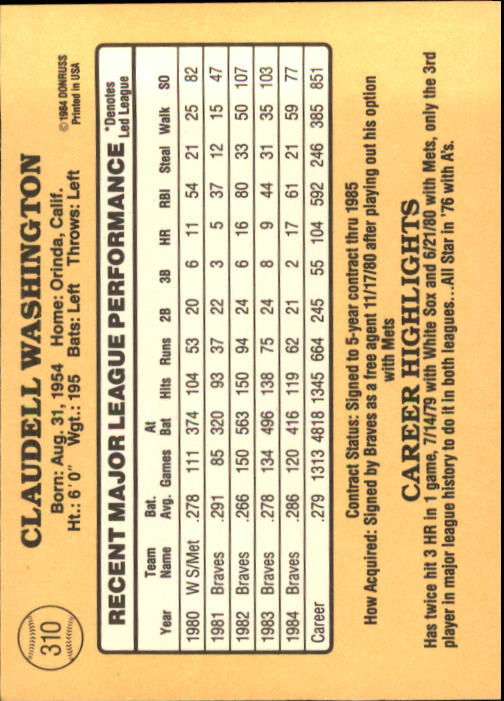 310
CLAUDELL WASHINGTON
Born: Aug. 31, 1954 Home: Orinda, Calif.
Ht.: 6' 0" Wgt.: 195 Bats: Left Throws: Left
© 1984 DONRUSS
Printed in USA
RECENT MAJOR LEAGUE PERFORMANCE *Denotes Led League
Year Team Name Bat. Avg. Games At Bat Hits Runs 2B 3B HR RBI Steal Walk SO
1980 W S/Met .278 111 374 104 53 20 6 11 54 21 25 82
1981 Braves .291 85 320 93 37 22 3 5 37 12 15 47
1982 Braves .266 150 563 150 94 24 6 16 80 33 50 107
1983 Braves .278 134 496 138 75 24 8 9 44 31 35 103
1984 Braves .286 120 416 119 62 21 2 17 61 21 59 77
Career .279 1313 4818 1345 664 245 55 104 592 246 385 851
Contract Status: Signed to 5-year contract thru 1985
How Acquired: Signed by Braves as a free agent 11/17/80 after playing out his option
with Mets
CAREER HIGHLIGHTS
Has twice hit 3 HR in 1 game, 7/14/79 with White Sox and 6/21/80 with Mets, only the 3rd
player in major league history to do it in both leagues...All Star in '76 with A's.